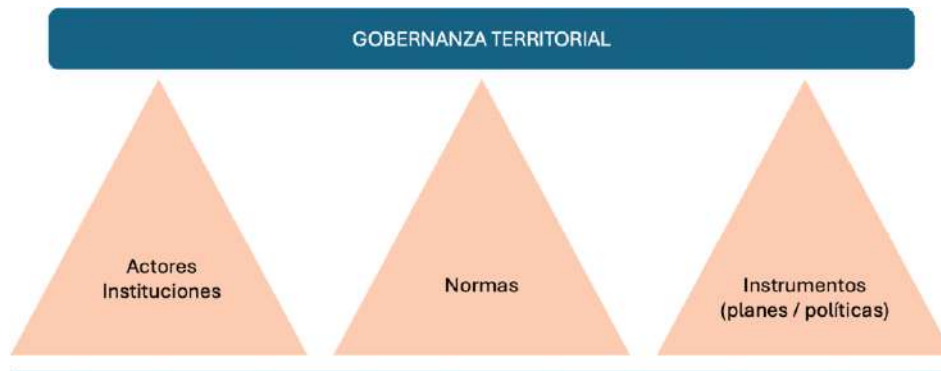 GOBERNANZA TERRITORIAL
Actores
Instituciones
Normas
Instrumentos
(planes / políticas)